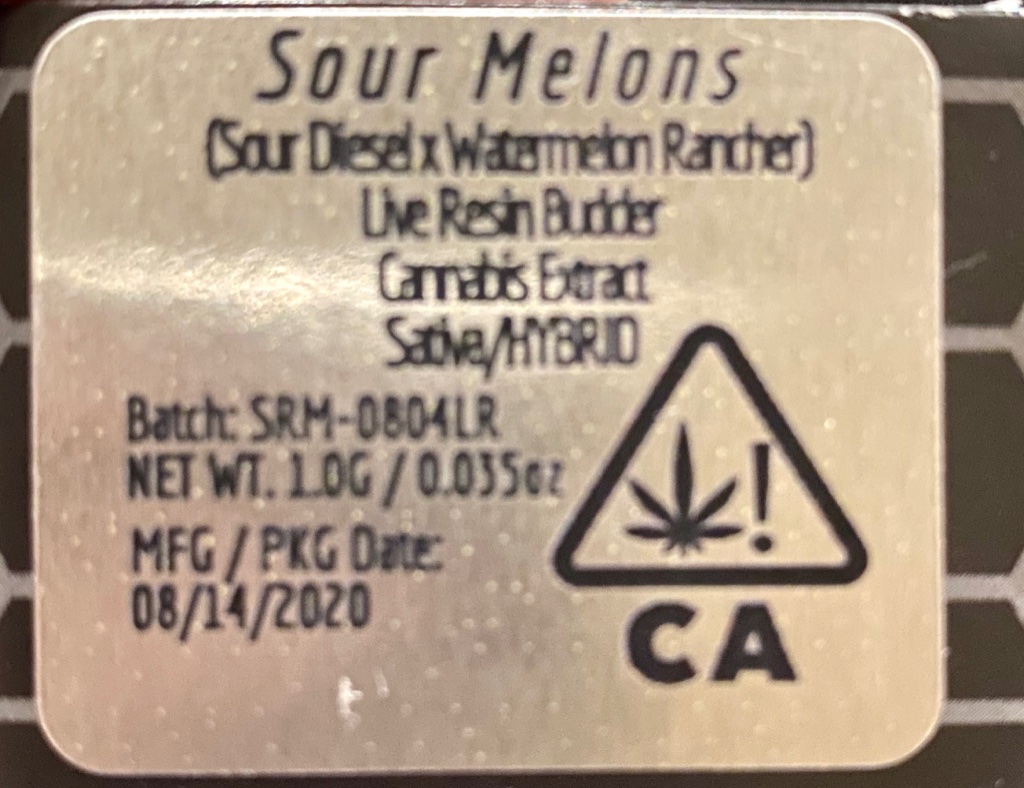 Sour Melons
(Sour Diesel x Watermelon Rancher)
Live Resin Budder
Cannabis Extract
Sativa/HYBRID
Batch: SRM-0804LR
NET WT. 1.0G / 0.035oz
MFG / PKG Date:
08/14/2020
!
CA